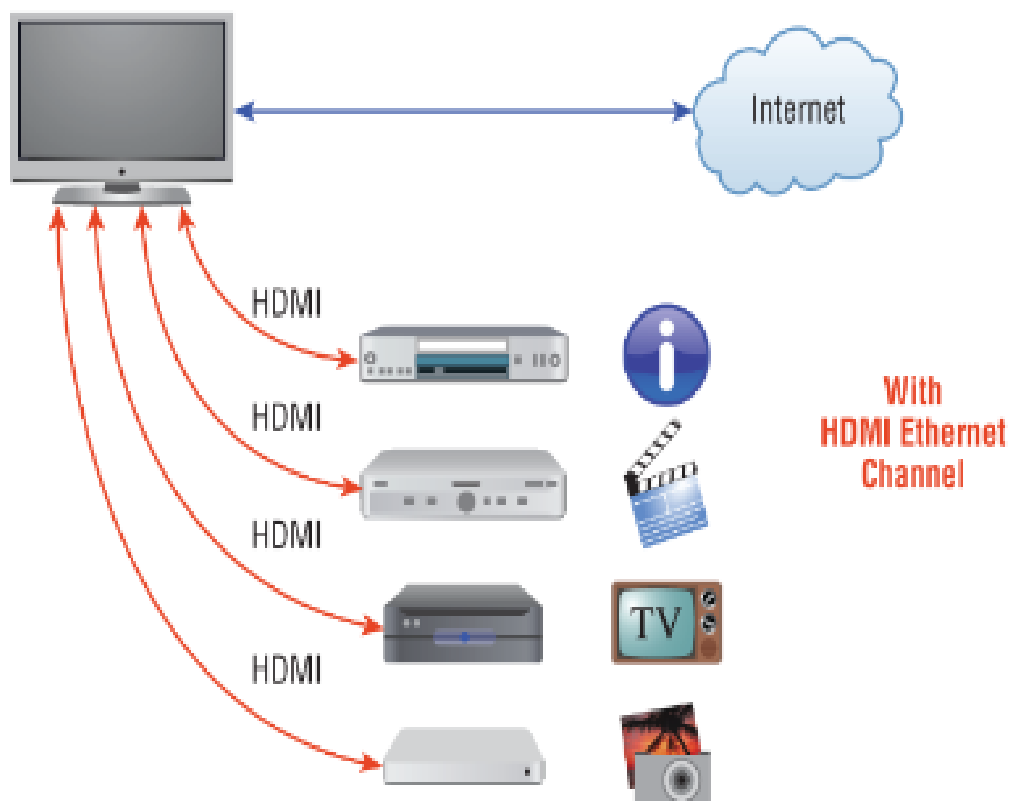 Internet
HDMI
HDMI
With
HDMI Ethernet
Channel
HDMI
TV
HDMI